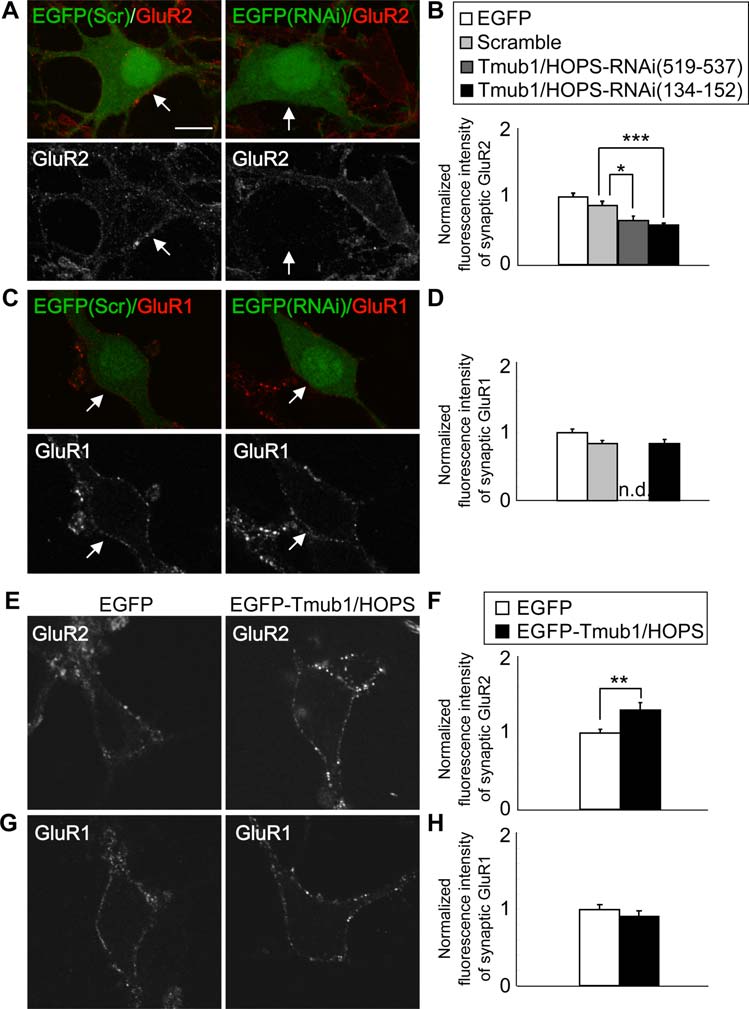 A
EGFP(Scr)/GluR2
EGFP(RNAi)/GluR2
GluR2
GluR2
B
EGFP
Scramble
Tmub1/HOPS-RNAi(519-537)
Tmub1/HOPS-RNAi(134-152)
Normalized
fluorescence intensity
of synaptic GluR2
2
1
0
***
*
C
EGFP(Scr)/GluR1
EGFP(RNAi)/GluR1
GluR1
GluR1
D
Normalized
fluorescence intensity
of synaptic GluR1
2
1
0
n.d.
E
EGFP
EGFP-Tmub1/HOPS
GluR2
GluR2
F
EGFP
EGFP-Tmub1/HOPS
Normalized
fluorescence intensity
of synaptic GluR2
2
1
0
**
G
GluR1
GluR1
H
Normalized
fluorescence intensity
of synaptic GluR1
2
1
0